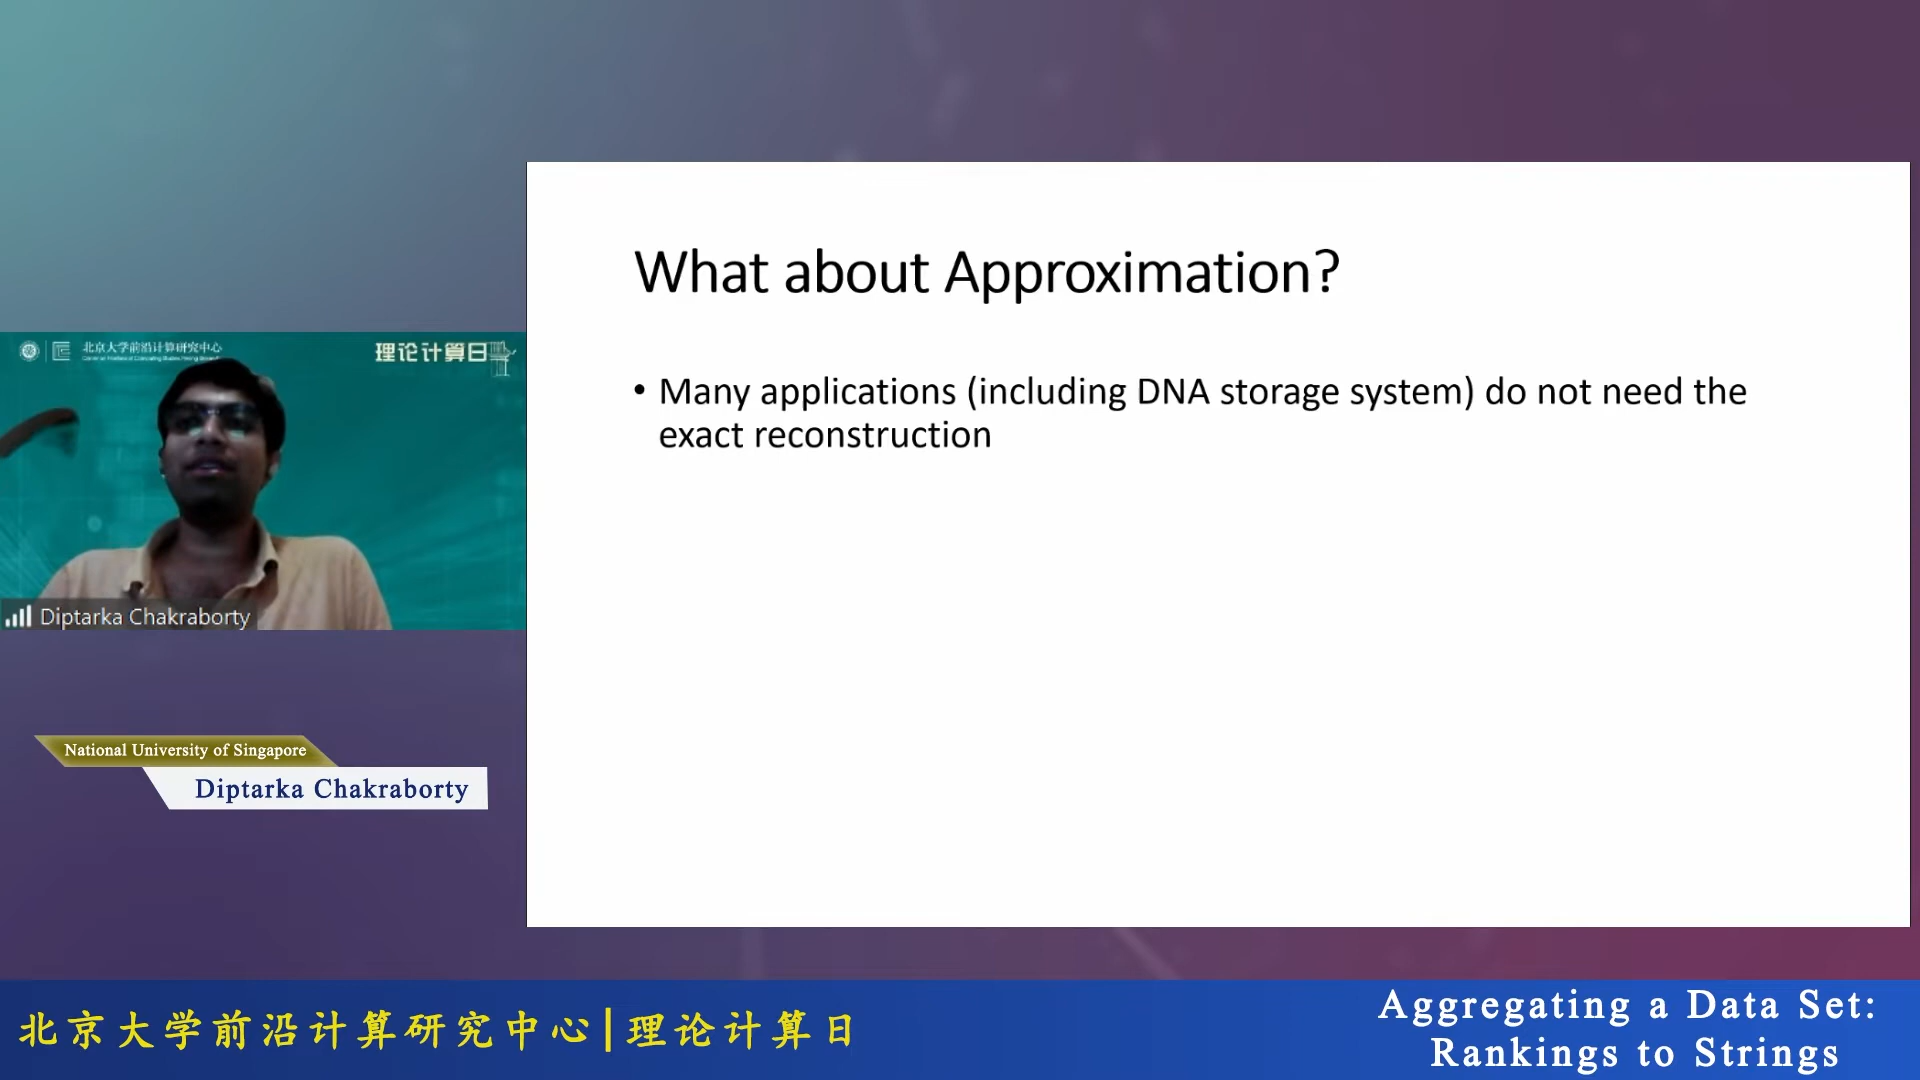 What about Approximation?
• Many applications (including DNA storage system) do not need the
exact reconstruction
北京大学前沿计算研究中心
理论计算日
Diptarka Chakraborty
National University of Singapore
Diptarka Chakraborty
北京大学前沿计算研究中心|理论计算日
Aggregating a Data Set:
Rankings to Strings